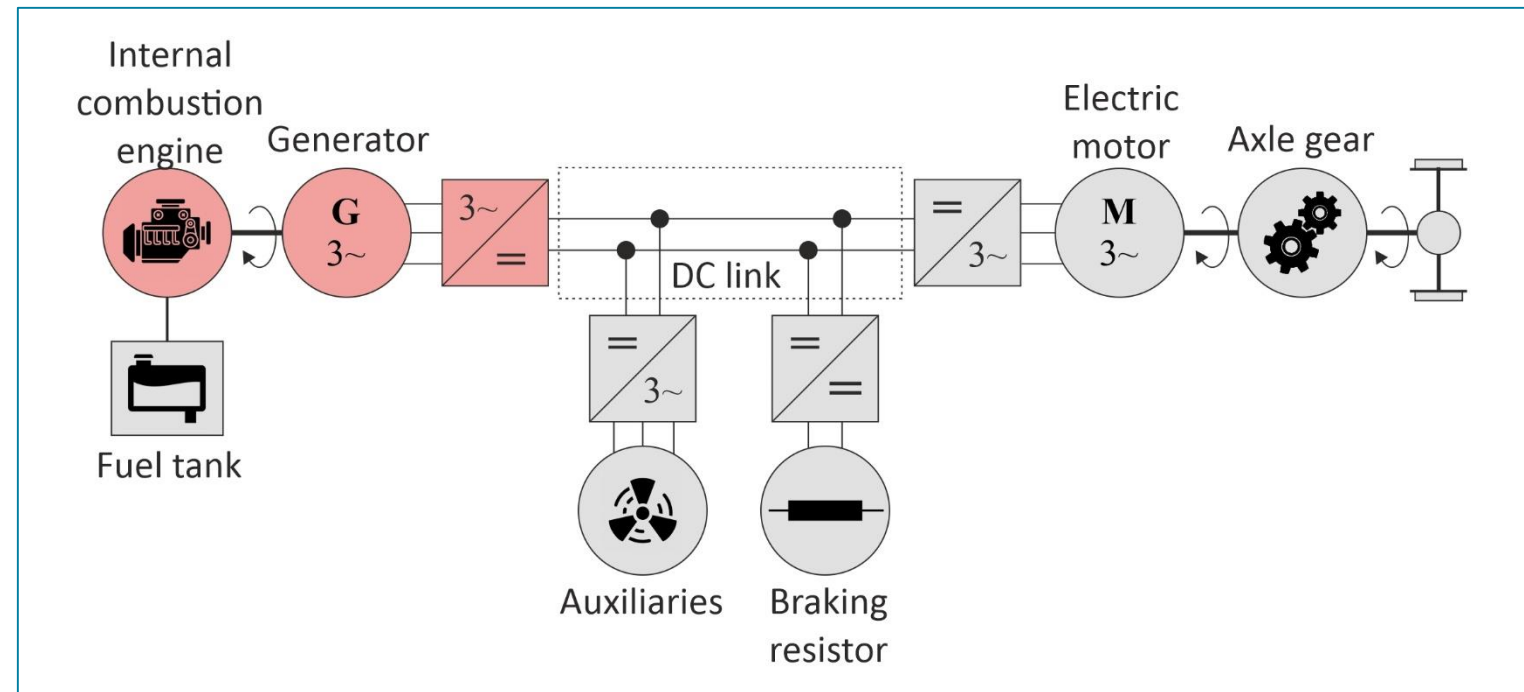 Internal
combustion
engine
Generator
G
3~
3~
=
DC link
Electric
motor
Axle gear
=
3~
M
3~
Fuel tank
=
3~
=
=
Auxiliaries
Braking
resistor